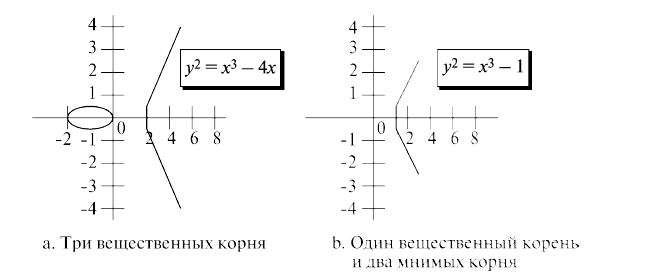 4
3
2
1
y² = x³ – 4x
-2 -1 0 2 4 6 8
-2
-3
-4
a. Три вещественных корня
4
3
2
1
y² = x³ – 1
0 2 4 6 8
-1
-2
-3
-4
b. Один вещественный корень
и два мнимых корня